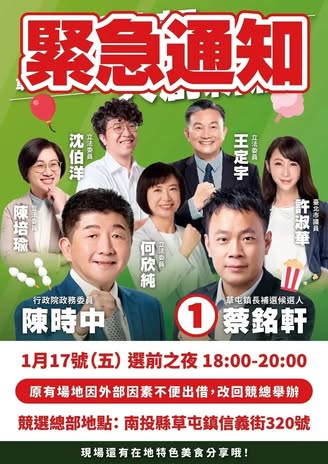 緊急通知
立法委員
沈伯洋
立法委員
王定宇
立法委員
陳培瑜
立法委員
何欣純
臺北市議員
許淑華
行政院政務委員
陳時中
1
草屯鎮長補選候選人
蔡銘軒
1月17號(五) 選前之夜 18:00-20:00
原有場地因外部因素不便出借,改回競總舉辦
競選總部地點: 南投縣草屯鎮信義街320號
現場還有在地特色美食分享哦!